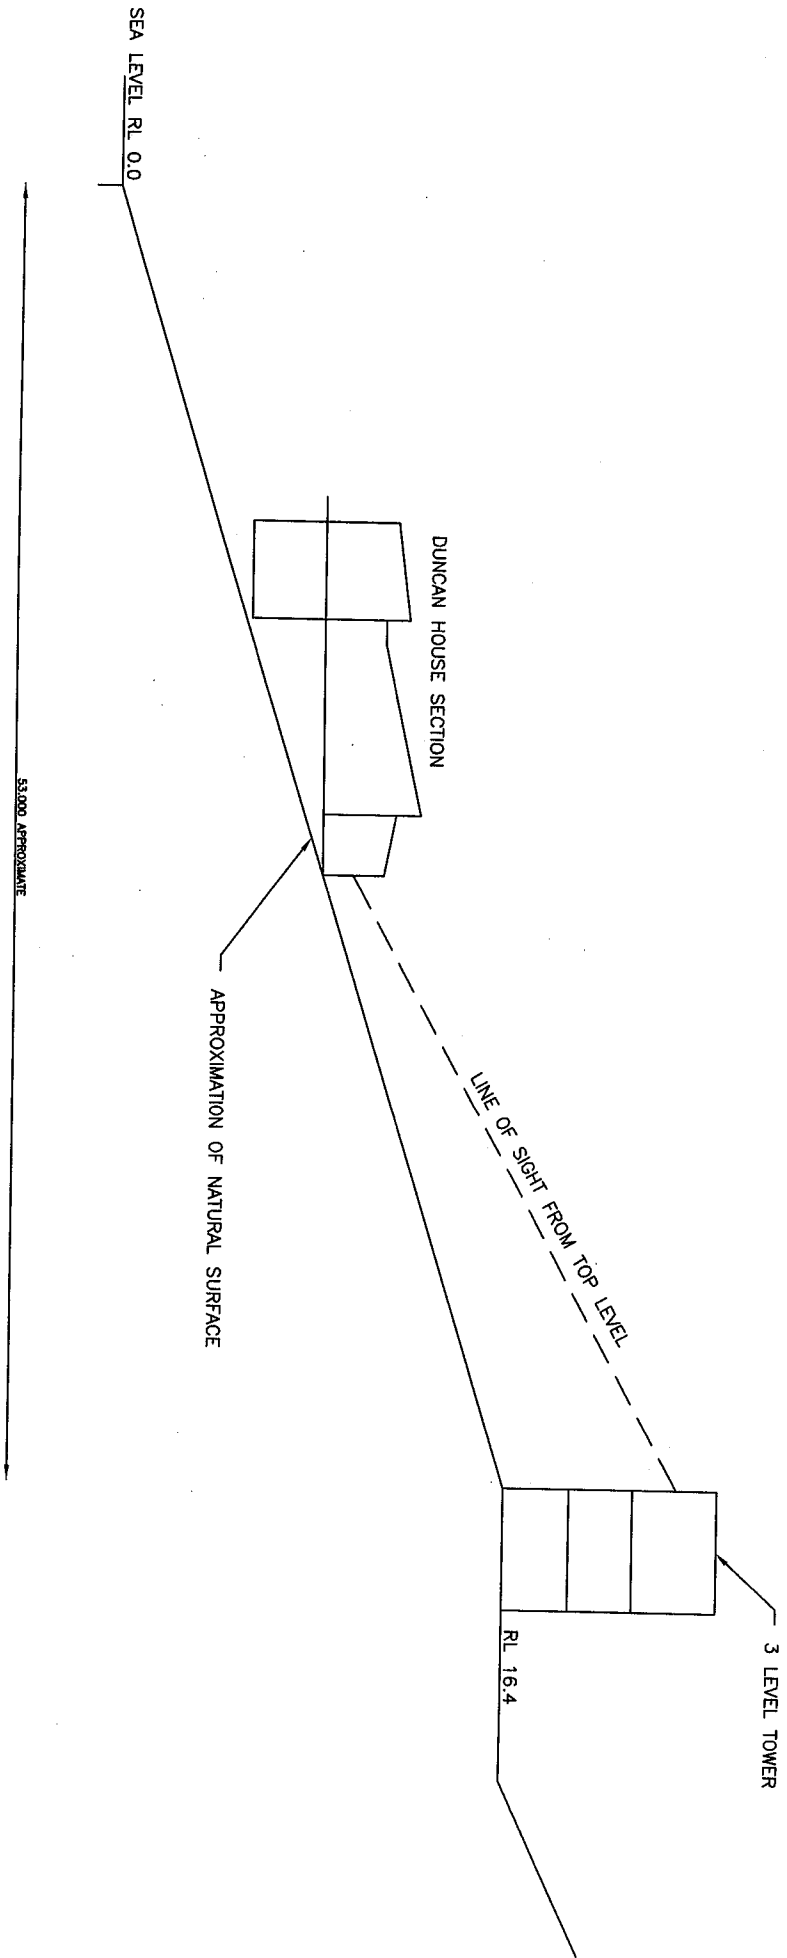 SEA LEVEL RL 0.0
DUNCAN HOUSE SECTION
LINE OF SIGHT FROM TOP LEVEL
3 LEVEL TOWER
RL 16.4
APPROXIMATION OF NATURAL SURFACE
53.000 APPROXIMATE